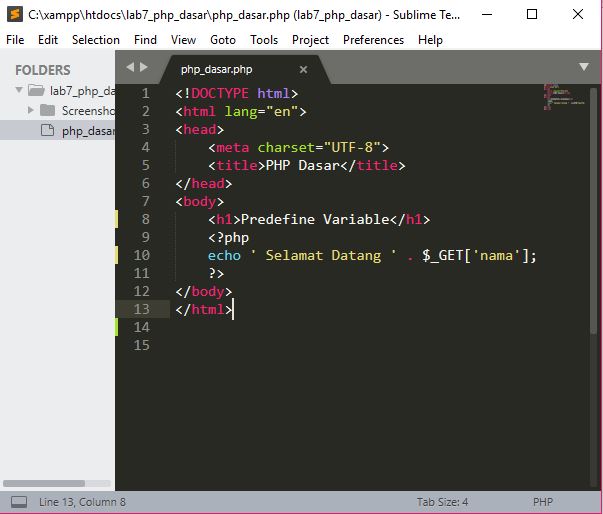 C:\xampp\htdocs\lab7_php_dasar\php_dasar.php (lab7_php_dasar) - Sublime Te...
File Edit Selection Find View Goto Tools Project Preferences Help
FOLDERS
lab7_php_da
Screensho
php_dasar
php_dasar.php
1 <!DOCTYPE html>
2 <html lang="en">
3 <head>
4 <meta charset="UTF-8">
5 <title>PHP Dasar</title>
6 </head>
7 <body>
8 <h1>Predefine Variable</h1>
9 <?php
10 echo ' Selamat Datang ' . $_GET['nama'];
11 ?>
12 </body>
13 </html>
14
15
Line 13, Column 8 Tab Size: 4 PHP